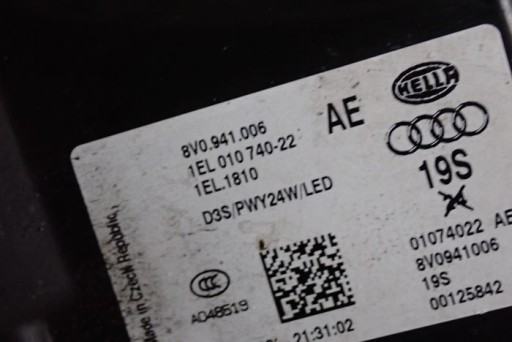 HELLA
AE
8V0.941.006
1EL 010 740-22
1EL.1810
19S
D3S/PWY24W/LED
Made in Czech Republic
CCC
A048519
01074022 AE
8V0941006
19S
00125842
21:31:02